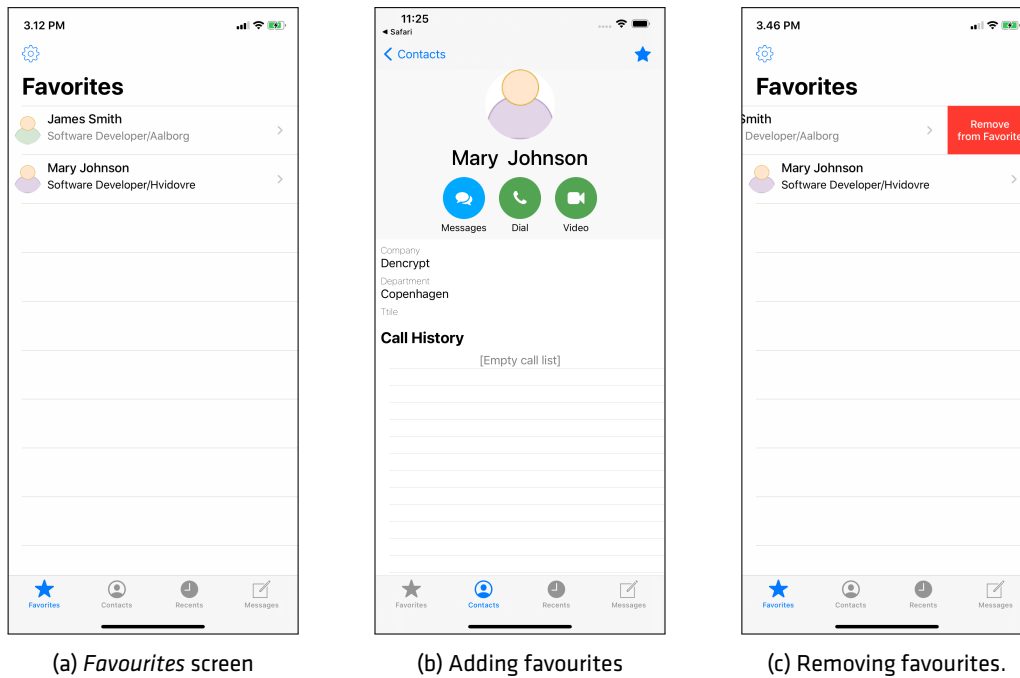 3.12 PM
Favorites
James Smith
Software Developer/Aalborg
Mary Johnson
Software Developer/Hvidovre
Favorites
Contacts
Recents
Messages
(a) Favourites screen
11:25
Safari
Contacts
Mary Johnson
Messages
Dial
Video
Company
Dencrypt
Department
Copenhagen
Ttile
Call History
[Empty call list]
Favorites
Contacts
Recents
Messages
(b) Adding favourites
3.46 PM
Favorites
Smith
Developer/Aalborg
Remove
from Favorite
Mary Johnson
Software Developer/Hvidovre
Favorites
Contacts
Recents
Messages
(c) Removing favourites.